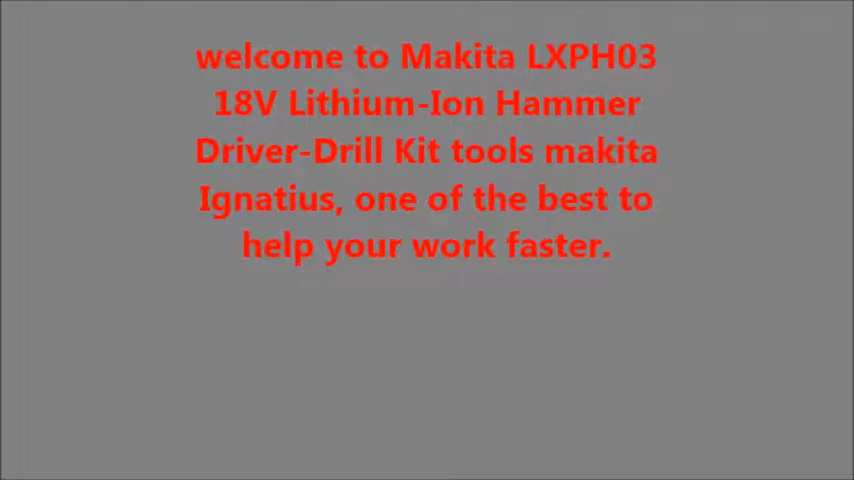 welcome to Makita LXPH03
18V Lithium-Ion Hammer
Driver-Drill Kit tools makita
Ignatius, one of the best to
help your work faster.